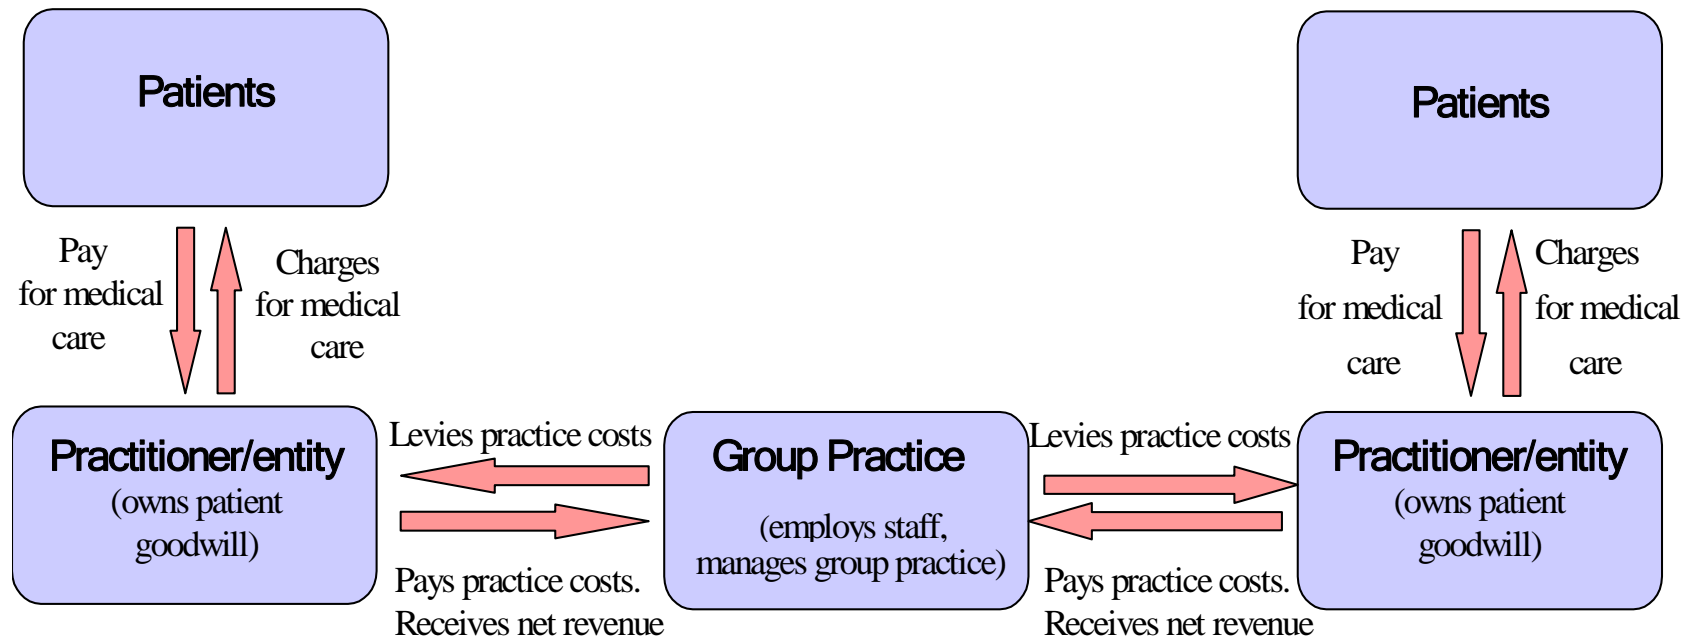 Patients
Patients
Pay
for medical
care
Charges
for medical
care
Pay
for medical
care
Charges
for medical
care
Practitioner/entity
(owns patient
goodwill)
Levies practice costs
Pays practice costs.
Receives net revenue
Group Practice
(employs staff,
manages group practice)
Levies practice costs
Pays practice costs.
Receives net revenue
Practitioner/entity
(owns patient
goodwill)